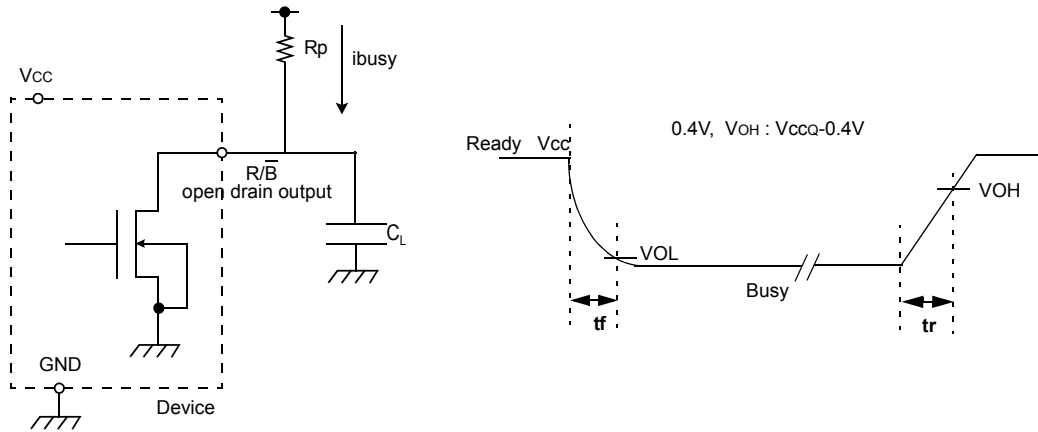 Rp
ibusy
VCC
R/B̅
open drain output
CL
GND
Device
0.4V, VOH : VCCQ-0.4V
Ready Vcc
VOH
VOL
Busy
tf
tr